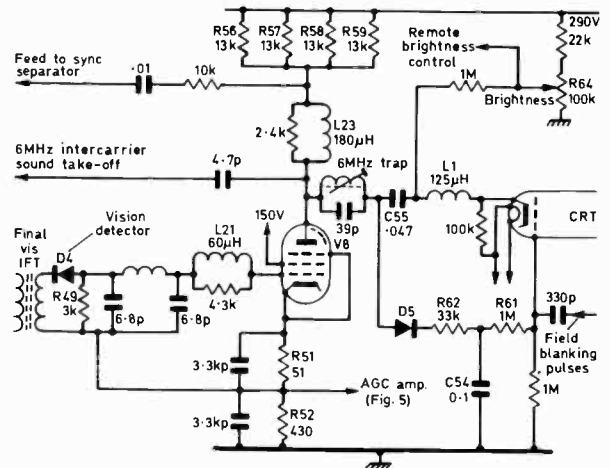 R56
13k
R57
13k
R58
13k
R59
13k
Remote
brightness
control
290V
22k
Feed to sync
separator
.01
10k
1M
R64
100k
Brightness
2.4k
L23
180μH
6MHz intercarrier
sound take-off
4.7p
6MHz trap
L1
125μH
39p
C55
.047
100k
CRT
Final
vis
IFT
Vision
detector
D4
L21
60μH
150V
V8
R49
3k
6.8p
6.8p
4.3k
D5
R62
33k
R61
1M
330p
Field
blanking
pulses
3.3kp
R51
51
AGC amp.
(Fig. 5)
C54
0.1
1M
3.3kp
R52
430